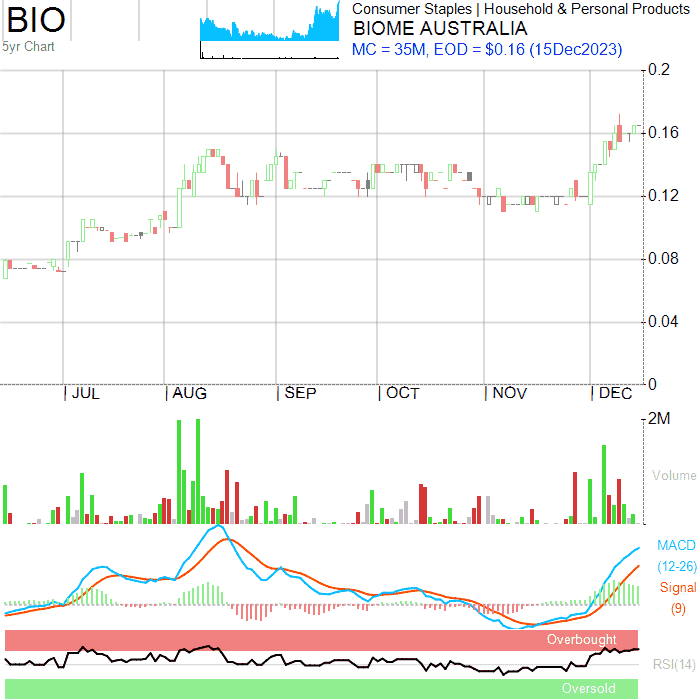 BIO
5yr Chart
Consumer Staples | Household & Personal Products
BIOME AUSTRALIA
MC = 35M, EOD = $0.16 (15Dec2023)
0.2
0.16
0.12
0.08
0.04
0
JUL
AUG
SEP
OCT
NOV
DEC
2M
Volume
MACD
(12-26)
Signal
(9)
Overbought
RSI(14)
Oversold